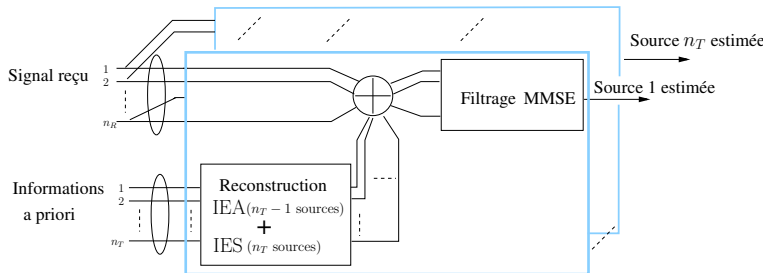 Source n_T estimée
Signal reçu
1
2
n_R
Filtrage MMSE
Source 1 estimée
Informations
a priori
1
2
n_T
Reconstruction
IEA (n_T − 1 sources)
+
IES (n_T sources)